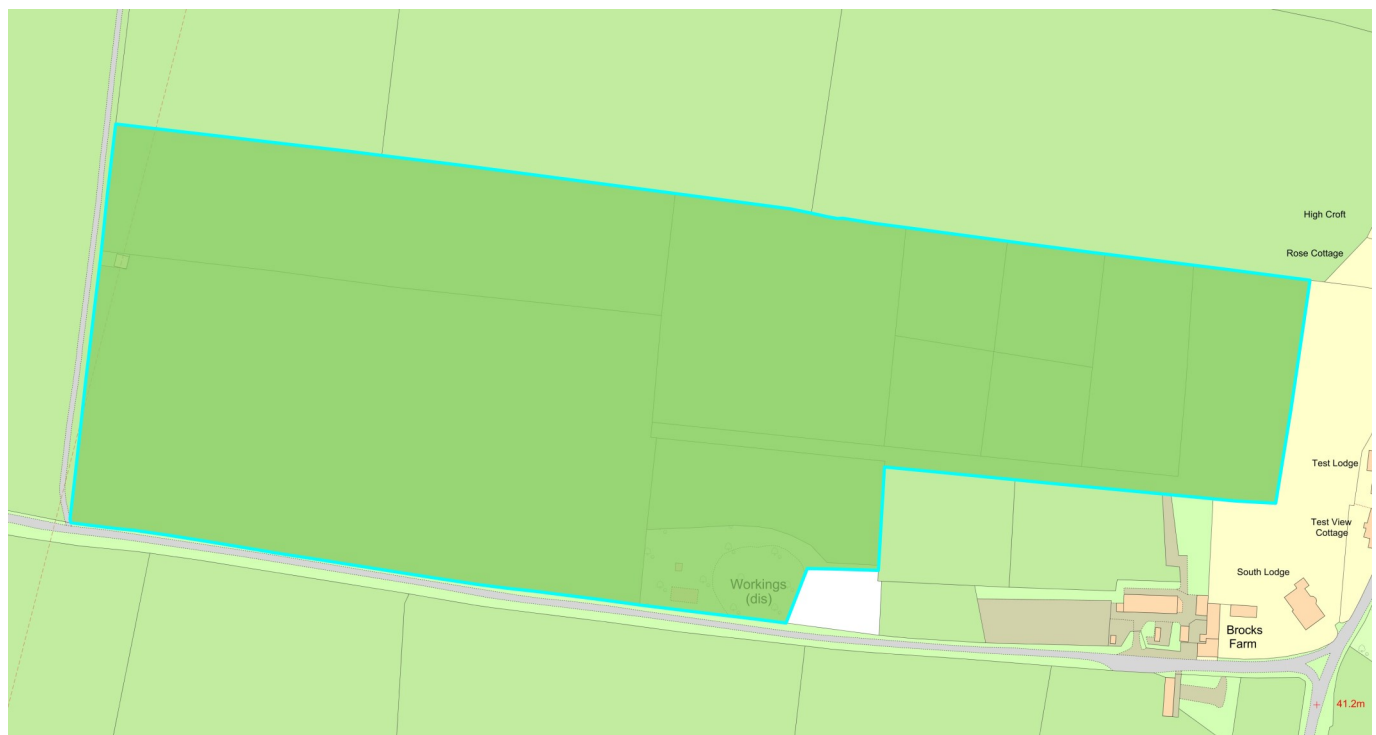 High Croft
Rose Cottage
Test Lodge
Test View
Cottage
South Lodge
Workings
(dis)
Brocks
Farm
41.2m